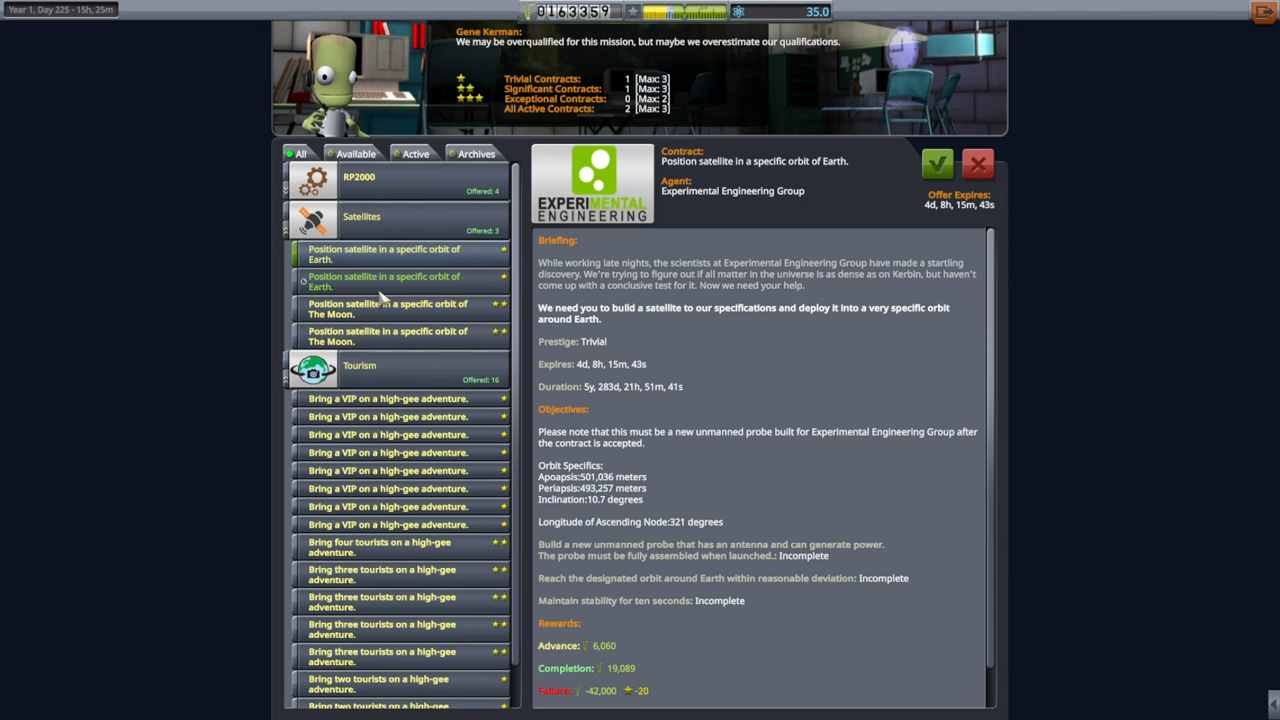 Year 1, Day 225 - 15h, 25m
0163359
35.0
Gene Kerman:
We may be overqualified for this mission, but maybe we overestimate our qualifications.
Trivial Contracts: 1 [Max: 3]
Significant Contracts: 1 [Max: 3]
Exceptional Contracts: 0 [Max: 2]
All Active Contracts: 2 [Max: 3]
All
Available
Active
Archives
RP2000
Offered: 4
Satellites
Offered: 3
Position satellite in a specific orbit of
Earth.
Position satellite in a specific orbit of
Earth.
Position satellite in a specific orbit of
The Moon.
Position satellite in a specific orbit of
The Moon.
Tourism
Offered: 16
Bring a VIP on a high-gee adventure.
Bring a VIP on a high-gee adventure.
Bring a VIP on a high-gee adventure.
Bring a VIP on a high-gee adventure.
Bring a VIP on a high-gee adventure.
Bring a VIP on a high-gee adventure.
Bring a VIP on a high-gee adventure.
Bring a VIP on a high-gee adventure.
Bring four tourists on a high-gee
adventure.
Bring three tourists on a high-gee
adventure.
Bring three tourists on a high-gee
adventure.
Bring three tourists on a high-gee
adventure.
Bring three tourists on a high-gee
adventure.
Bring two tourists on a high-gee
adventure.
Bring two tourists on a high-gee
EXPERIMENTAL
ENGINEERING
Contract:
Position satellite in a specific orbit of Earth.
Agent:
Experimental Engineering Group
Offer Expires:
4d, 8h, 15m, 43s
Briefing:
While working late nights, the scientists at Experimental Engineering Group have made a startling
discovery. We're trying to figure out if all matter in the universe is as dense as on Kerbin, but haven't
come up with a conclusive test for it. Now we need your help.
We need you to build a satellite to our specifications and deploy it into a very specific orbit
around Earth.
Prestige: Trivial
Expires: 4d, 8h, 15m, 43s
Duration: 5y, 283d, 21h, 51m, 41s
Objectives:
Please note that this must be a new unmanned probe built for Experimental Engineering Group after
the contract is accepted.
Orbit Specifics:
Apoapsis:501,036 meters
Periapsis:493,257 meters
Inclination:10.7 degrees
Longitude of Ascending Node:321 degrees
Build a new unmanned probe that has an antenna and can generate power.
The probe must be fully assembled when launched.: Incomplete
Reach the designated orbit around Earth within reasonable deviation: Incomplete
Maintain stability for ten seconds: Incomplete
Rewards:
Advance: 6,060
Completion: 19,089
Failure: -42,000 -20